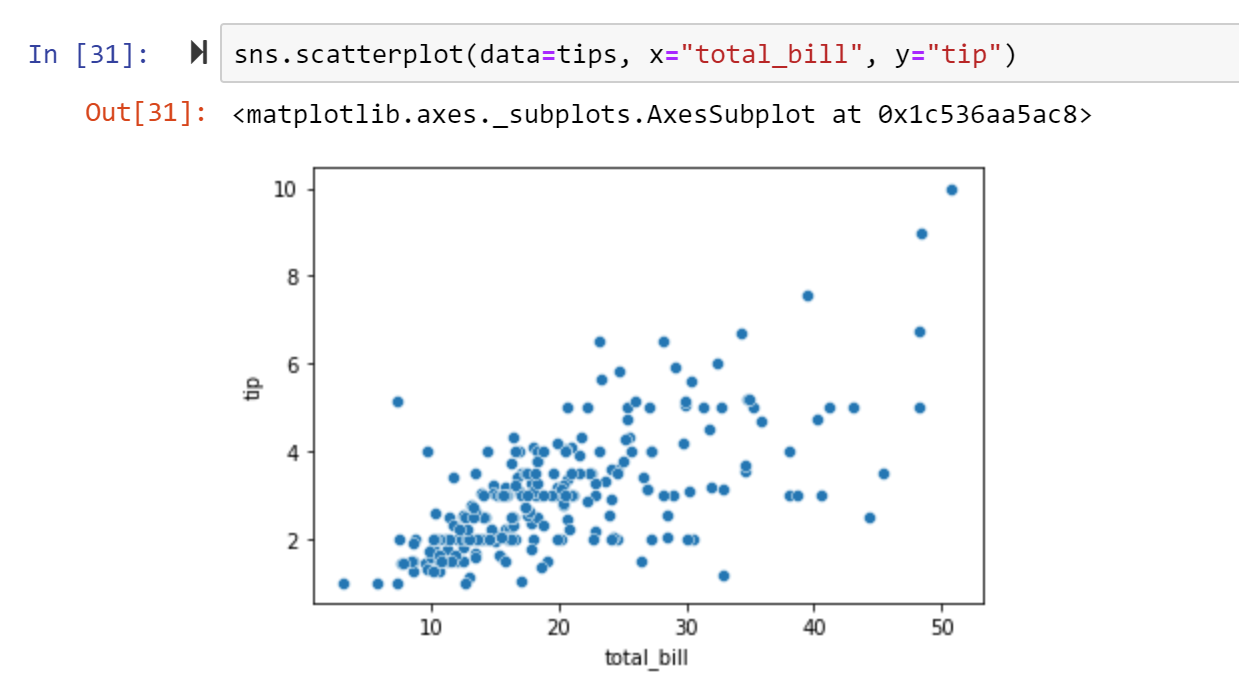 In [31]: sns.scatterplot(data=tips, x="total_bill", y="tip")
Out[31]: <matplotlib.axes._subplots.AxesSubplot at 0x1c536aa5ac8>
10
8
6
4
2
tip
10 20 30 40 50
total_bill